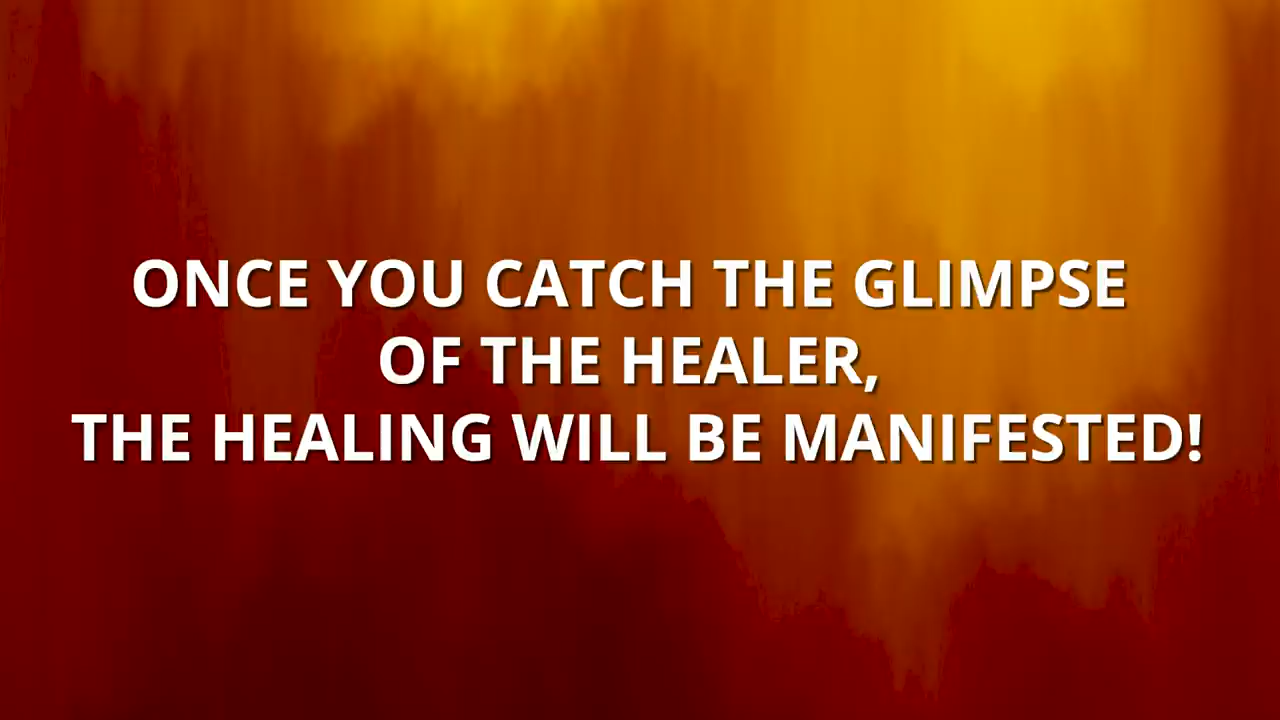 ONCE YOU CATCH THE GLIMPSE
OF THE HEALER,
THE HEALING WILL BE MANIFESTED!